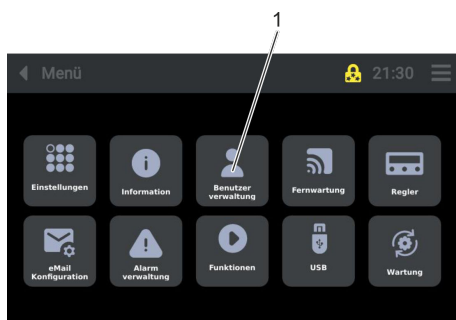 1
Menü
21:30
Einstellungen
Information
Benutzer
verwaltung
Fernwartung
Regler
eMail
Konfiguration
Alarm
verwaltung
Funktionen
USB
Wartung